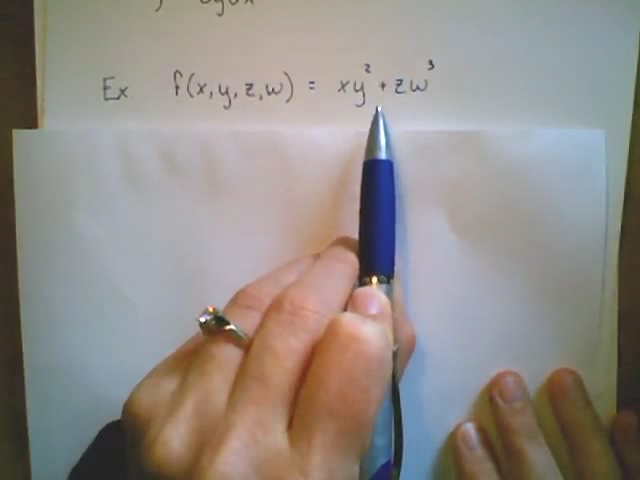 Ex. f(x,y,z,w) = xy² + zw³